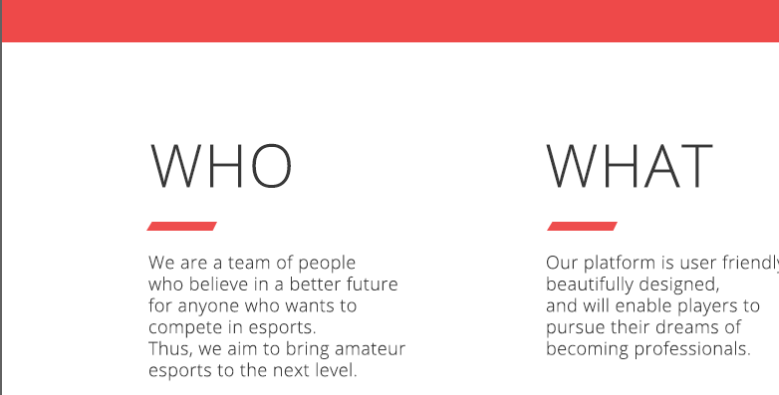 WHO
We are a team of people
who believe in a better future
for anyone who wants to
compete in esports.
Thus, we aim to bring amateur
esports to the next level.
WHAT
Our platform is user friendly
beautifully designed,
and will enable players to
pursue their dreams of
becoming professionals.